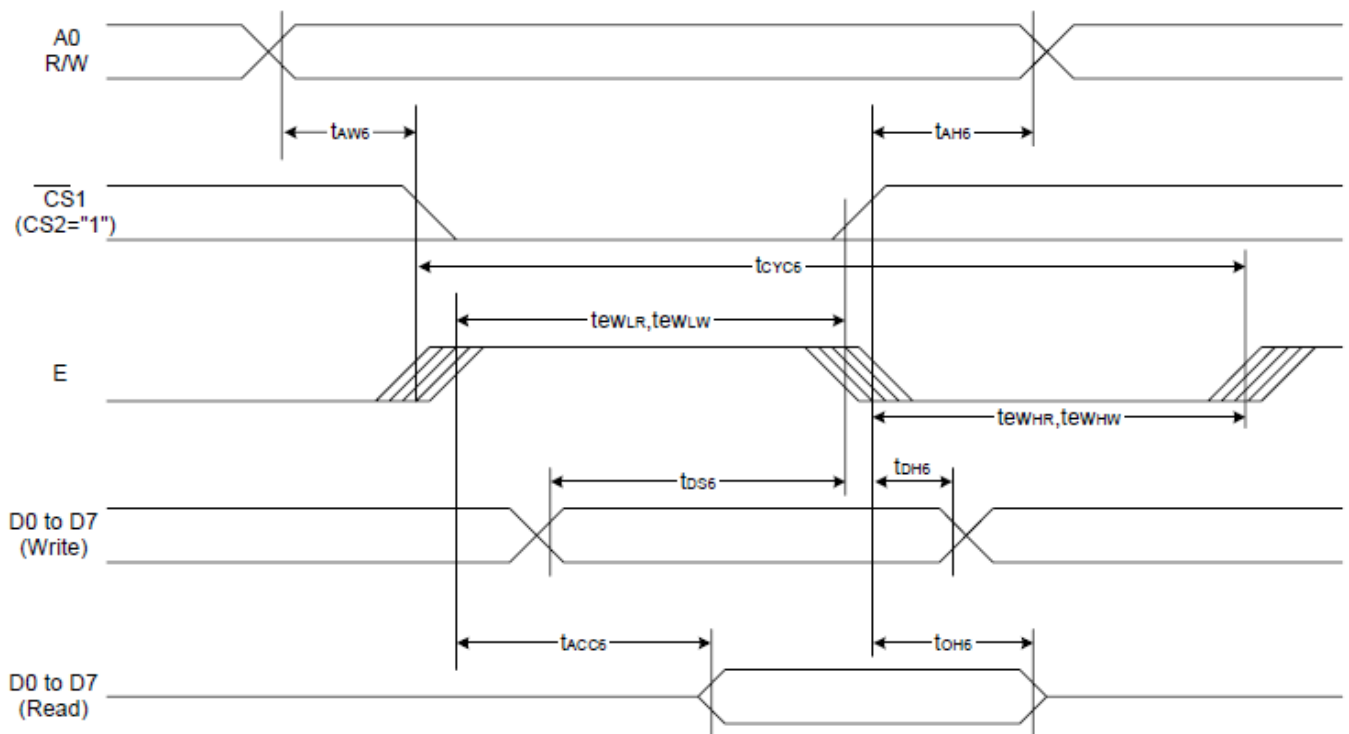 A0
R/W
tAW6
tAH6
CS1
(CS2="1")
tCYC6
tewLR,tewLW
E
tewHR,tewHW
tDS6
tDH6
D0 to D7
(Write)
tACC6
tOH6
D0 to D7
(Read)